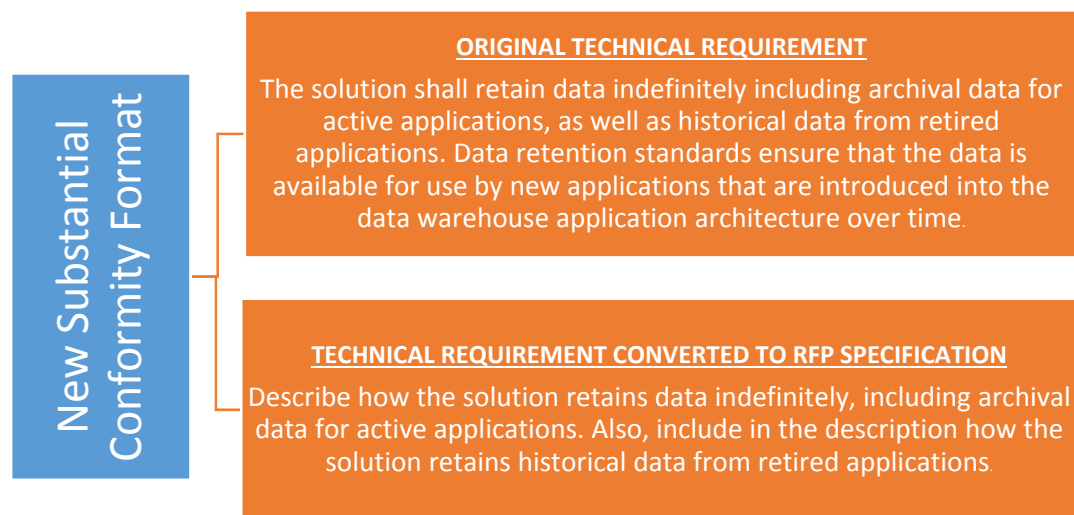 New Substantial
Conformity Format
ORIGINAL TECHNICAL REQUIREMENT
The solution shall retain data indefinitely including archival data for
active applications, as well as historical data from retired
applications. Data retention standards ensure that the data is
available for use by new applications that are introduced into the
data warehouse application architecture over time.
TECHNICAL REQUIREMENT CONVERTED TO RFP SPECIFICATION
Describe how the solution retains data indefinitely, including archival
data for active applications. Also, include in the description how the
solution retains historical data from retired applications.